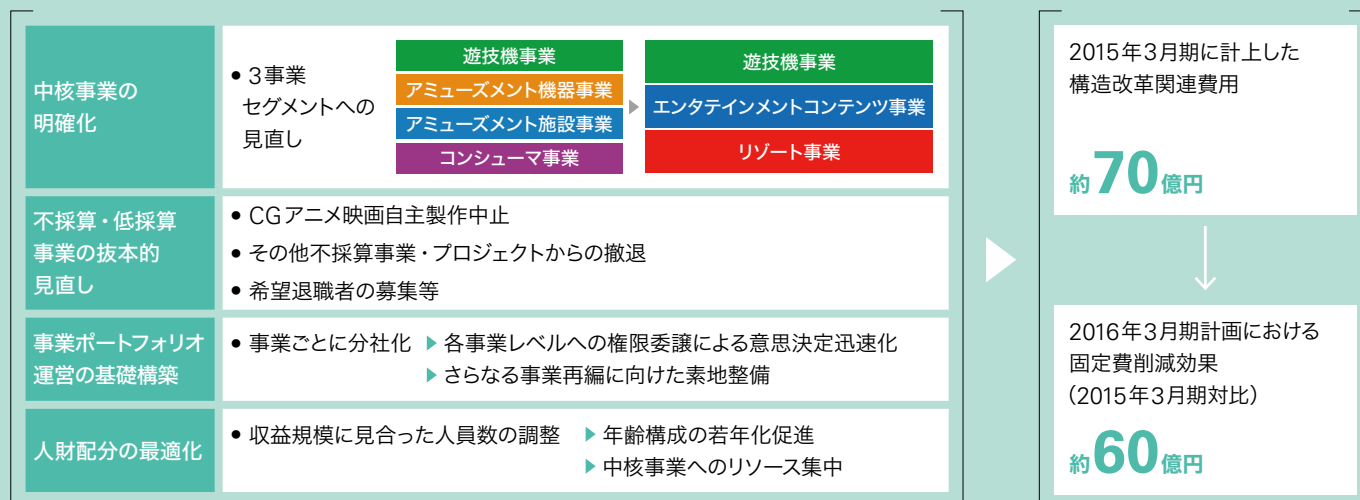 中核事業の
明確化
● 3事業
セグメントへの
見直し
遊技機事業
アミューズメント機器事業
アミューズメント施設事業
コンシューマ事業
遊技機事業
エンタテインメントコンテンツ事業
リゾート事業
不採算・低採算
事業の抜本的
見直し
● CGアニメ映画自主製作中止
● その他不採算事業・プロジェクトからの撤退
● 希望退職者の募集等
事業ポートフォリオ
運営の基礎構築
● 事業ごとに分社化 ▶ 各事業レベルへの権限委譲による意思決定迅速化
▶ さらなる事業再編に向けた素地整備
人財配分の最適化
● 収益規模に見合った人員数の調整 ▶ 年齢構成の若年化促進
▶ 中核事業へのリソース集中
2015年3月期に計上した
構造改革関連費用
約70億円
2016年3月期計画における
固定費削減効果
（2015年3月期対比）
約60億円